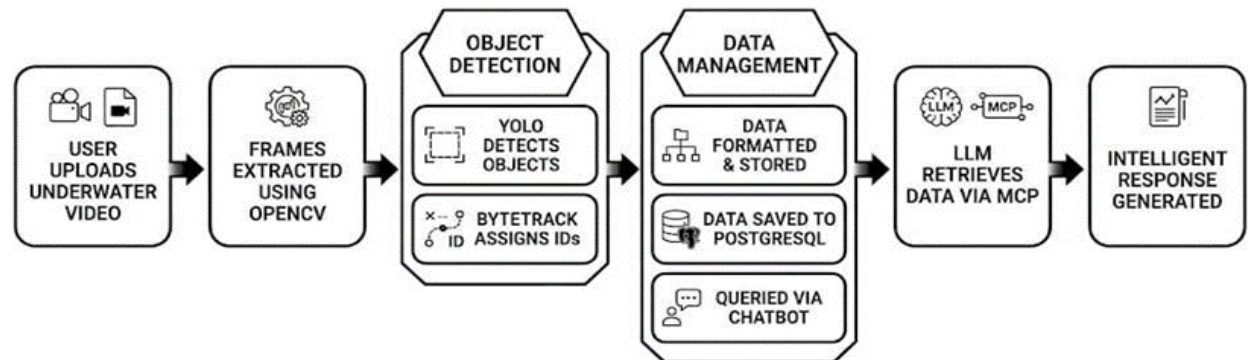 USER
UPLOADS
UNDERWATER
VIDEO
FRAMES
EXTRACTED
USING
OPENCV
OBJECT
DETECTION
YOLO
DETECTS
OBJECTS
ID
BYTETRACK
ASSIGNS IDs
DATA
MANAGEMENT
DATA
FORMATTED
& STORED
DATA SAVED TO
POSTGRESQL
QUERIED VIA
CHATBOT
LLM
MCP
LLM
RETRIEVES
DATA VIA MCP
INTELLIGENT
RESPONSE
GENERATED